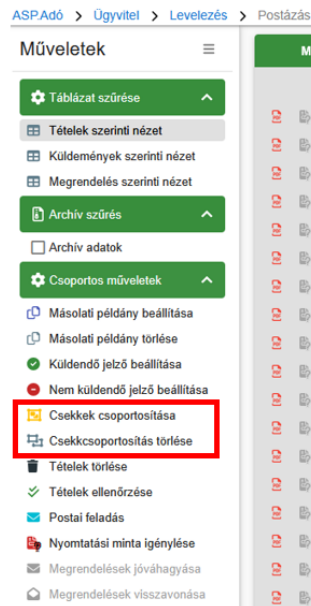 ASP.Adó > Ügyvitel > Levelezés > Postázás
Műveletek
M
Táblázat szűrése
Tételek szerinti nézet
Küldemények szerinti nézet
Megrendelés szerinti nézet
Archív szűrés
Archív adatok
Csoportos műveletek
Másolati példány beállítása
Másolati példány törlése
Küldendő jelző beállítása
Nem küldendő jelző beállítása
Csekkek csoportosítása
Csekkcsoportosítás törlése
Tételek törlése
Tételek ellenőrzése
Postai feladás
Nyomtatási minta igénylése
Megrendelések jóváhagyása
Megrendelések visszavonása